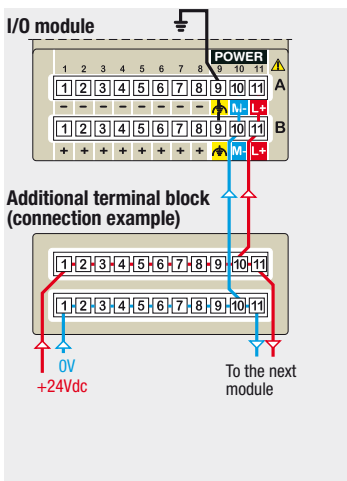 I/O module
POWER
1 2 3 4 5 6 7 8 9 10 11
1 2 3 4 5 6 7 8 9 10 11 A
- - - - - - - - M- L+
1 2 3 4 5 6 7 8 9 10 11 B
+ + + + + + + + M- L+
Additional terminal block
(connection example)
1 2 3 4 5 6 7 8 9 10 11
1 2 3 4 5 6 7 8 9 10 11
0V
+24Vdc
To the next
module